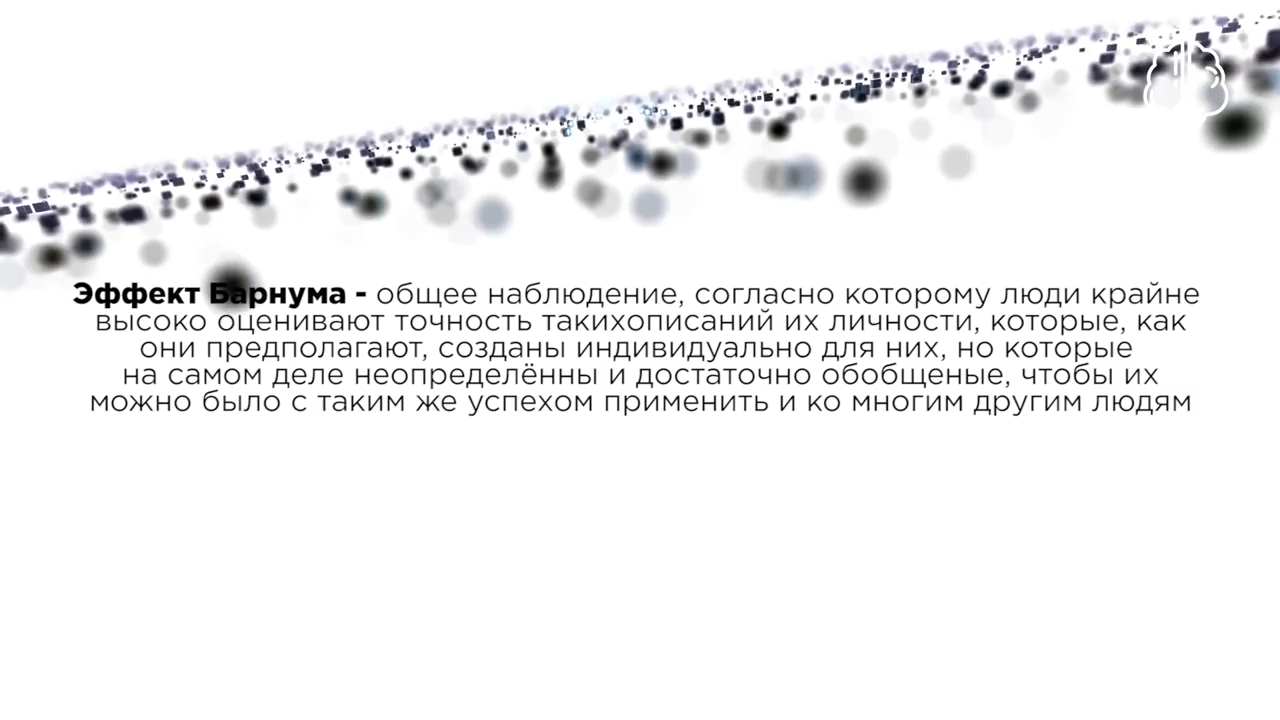 Эффект Барнума - общее наблюдение, согласно которому люди крайне
высоко оценивают точность такихописаний их личности, которые, как
они предполагают, созданы индивидуально для них, но которые
на самом деле неопределённы и достаточно обобщеные, чтобы их
можно было с таким же успехом применить и ко многим другим людям